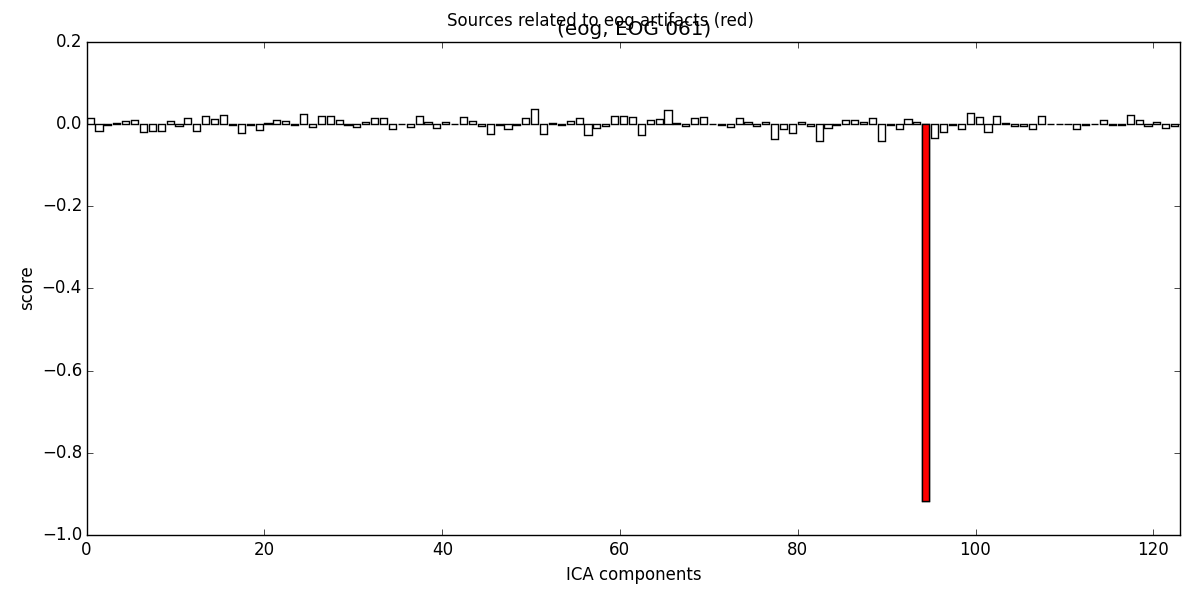 Sources related to eog artifacts (red)
(eog, EOG 061)
0.2
0.0
−0.2
−0.4
−0.6
−0.8
−1.0
score
0 20 40 60 80 100 120
ICA components